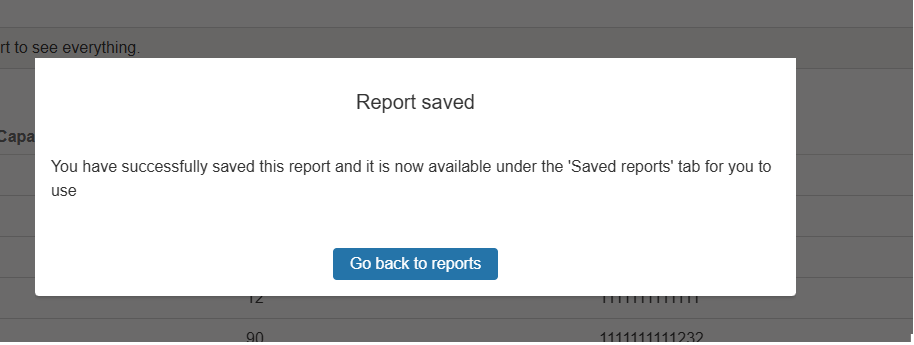 rt to see everything.
Report saved
Capa
You have successfully saved this report and it is now available under the 'Saved reports' tab for you to
use
Go back to reports
12
90 1111111111232